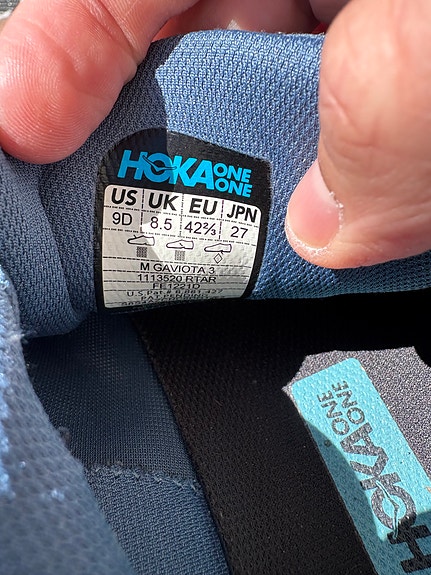 HOKA ONE ONE
US UK EU JPN
9D 8.5 42⅔ 27
M GAVIOTA 3
1113520 RTAR
FE1221D
HOKA ONE ONE